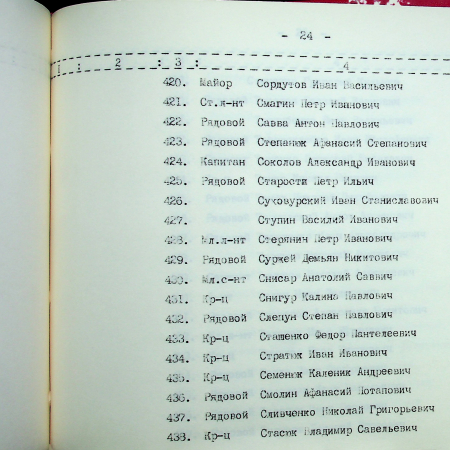 - 24 -
: 2 : 3 : 4
420. Майор Сордутов Иван Васильевич
421. Ст.л-нт Смагин Петр Иванович
422. Рядовой Савва Антон Павлович
423. Рядовой Степанюк Афанасий Степанович
424. Капитан Соколов Александр Иванович
425. Рядовой Старости Петр Ильич
426. Суховурский Иван Станиславович
427. Ступин Василий Иванович
428. Мл.л-нт Стерянин Петр Иванович
429. Рядовой Суржей Демьян Никитович
430. Мл.с-нт Снисар Анатолий Саввич
431. Кр-ц Снигур Калина Павлович
432. Рядовой Слепун Степан Павлович
433. Кр-ц Сташенко Федор Пантелеевич
434. Кр-ц Стратюк Иван Иванович
435. Кр-ц Семенюк Каленик Андреевич
436. Рядовой Смолин Афанасий Потапович
437. Рядовой Сливченко Николай Григорьевич
438. Кр-ц Стасюк Владимир Савельевич